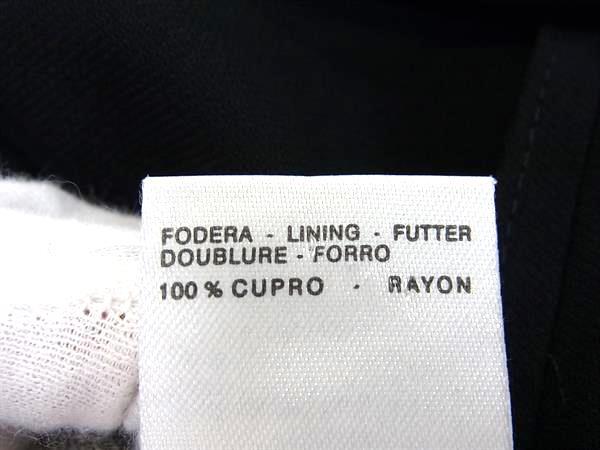 FODERA - LINING - FUTTER
DOUBLURE - FORRO
100 % CUPRO - RAYON